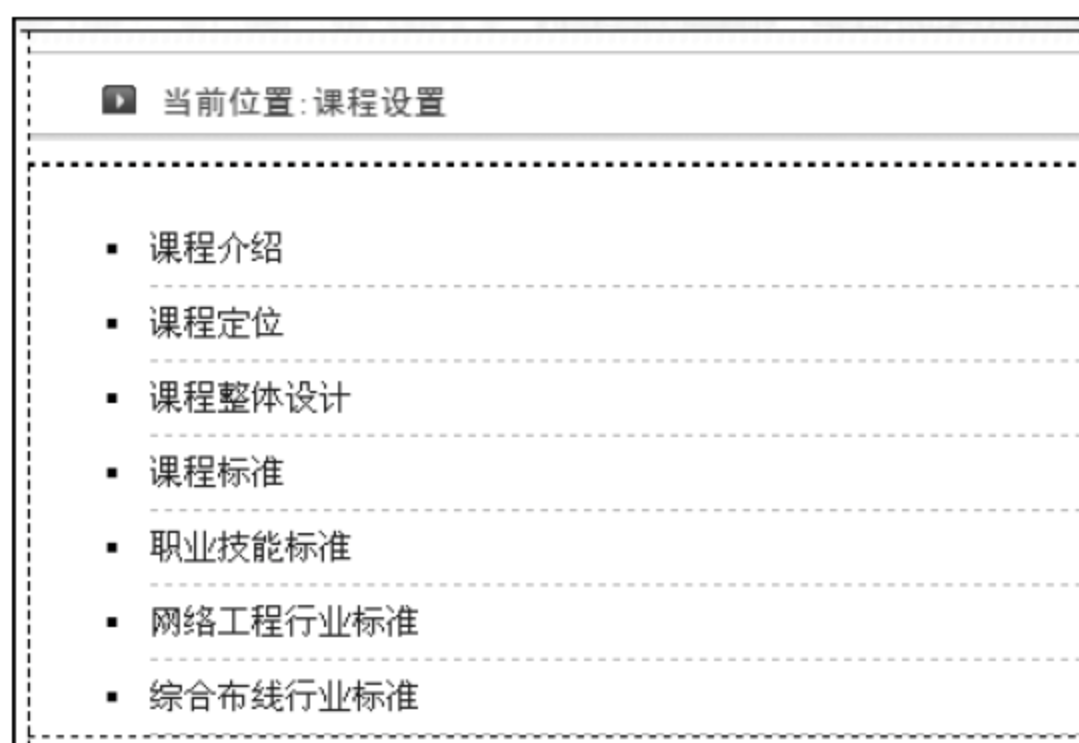 当前位置:课程设置
课程介绍
课程定位
课程整体设计
课程标准
职业技能标准
网络工程行业标准
综合布线行业标准